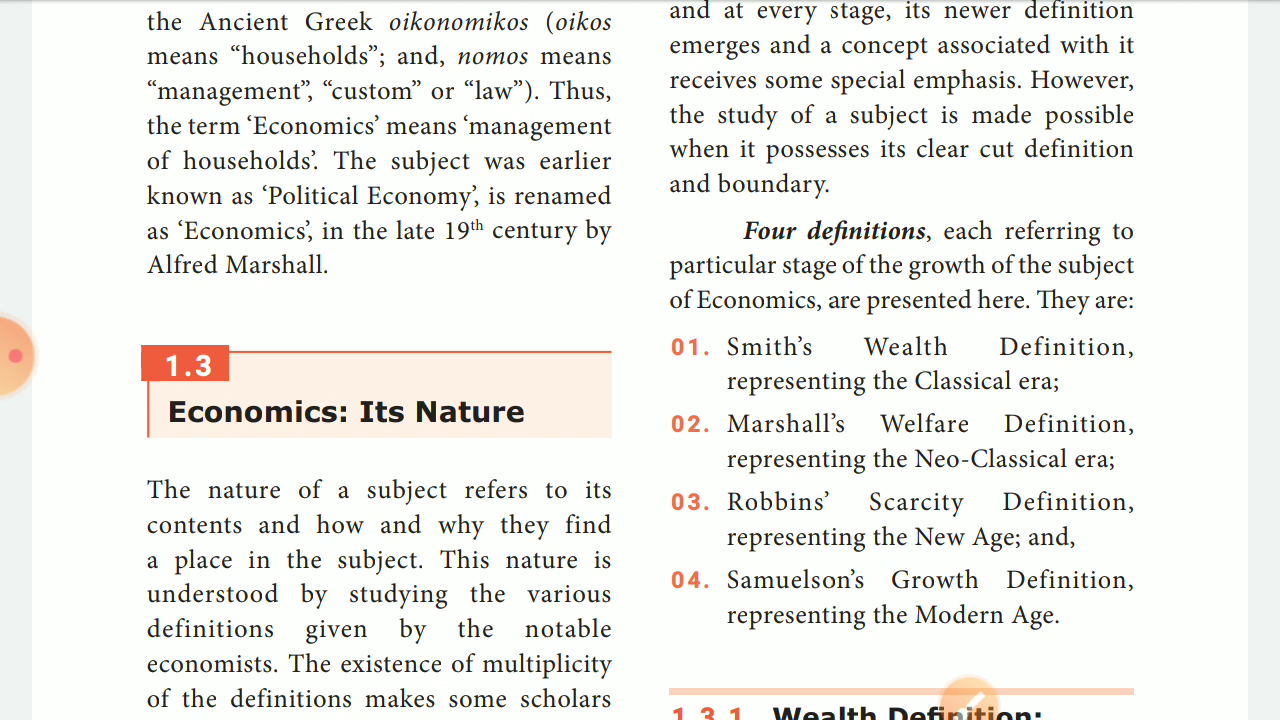 the Ancient Greek oikonomikos (oikos
means “households”; and, nomos means
“management”, “custom” or “law”). Thus,
the term ‘Economics’ means ‘management
of households’. The subject was earlier
known as ‘Political Economy’, is renamed
as ‘Economics’, in the late 19th century by
Alfred Marshall.
1.3
Economics: Its Nature
The nature of a subject refers to its
contents and how and why they find
a place in the subject. This nature is
understood by studying the various
definitions given by the notable
economists. The existence of multiplicity
of the definitions makes some scholars
and at every stage, its newer definition
emerges and a concept associated with it
receives some special emphasis. However,
the study of a subject is made possible
when it possesses its clear cut definition
and boundary.
Four definitions, each referring to
particular stage of the growth of the subject
of Economics, are presented here. They are:
01. Smith’s Wealth Definition,
representing the Classical era;
02. Marshall’s Welfare Definition,
representing the Neo-Classical era;
03. Robbins’ Scarcity Definition,
representing the New Age; and,
04. Samuelson’s Growth Definition,
representing the Modern Age.
1.3.1 Wealth Definition: